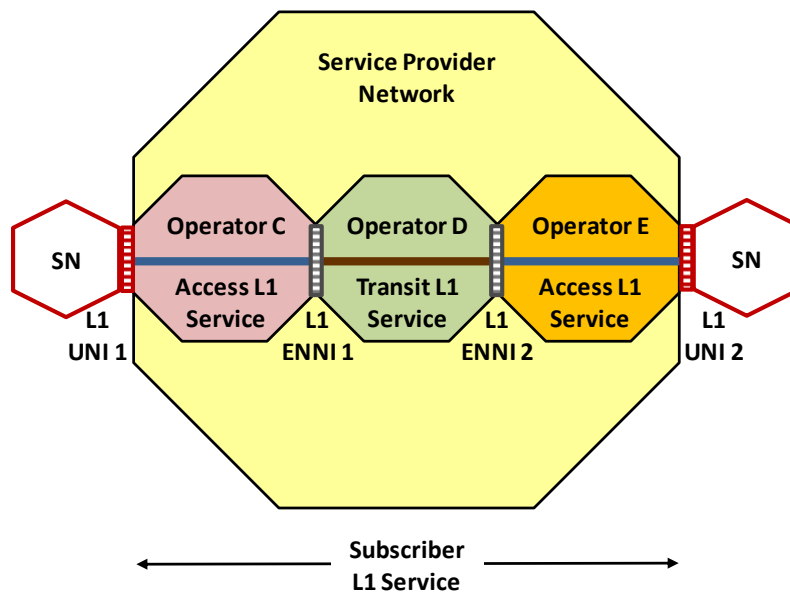 Service Provider
Network
Operator C
Operator D
Operator E
SN
SN
Access L1
Service
Transit L1
Service
Access L1
Service
L1
UNI 1
L1
ENNI 1
L1
ENNI 2
L1
UNI 2
Subscriber
L1 Service